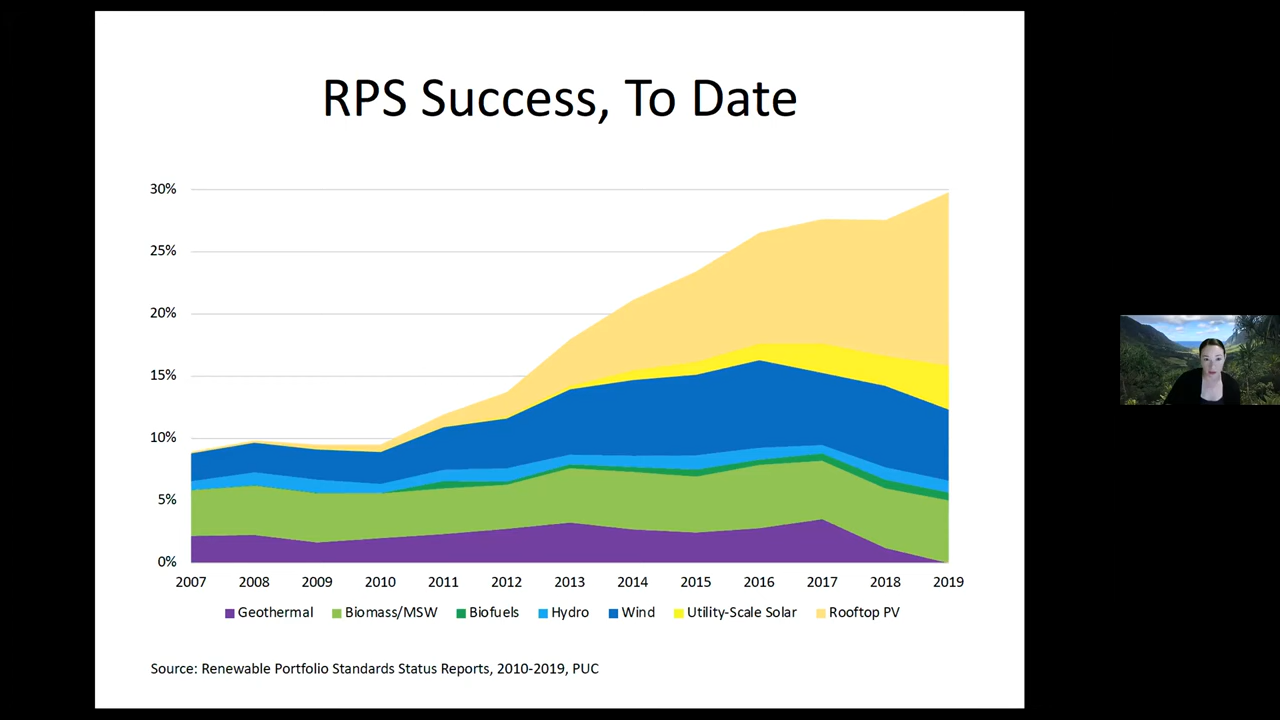 RPS Success, To Date
30%
25%
20%
15%
10%
5%
0%
2007 2008 2009 2010 2011 2012 2013 2014 2015 2016 2017 2018 2019
Geothermal Biomass/MSW Biofuels Hydro Wind Utility-Scale Solar Rooftop PV
Source: Renewable Portfolio Standards Status Reports, 2010-2019, PUC